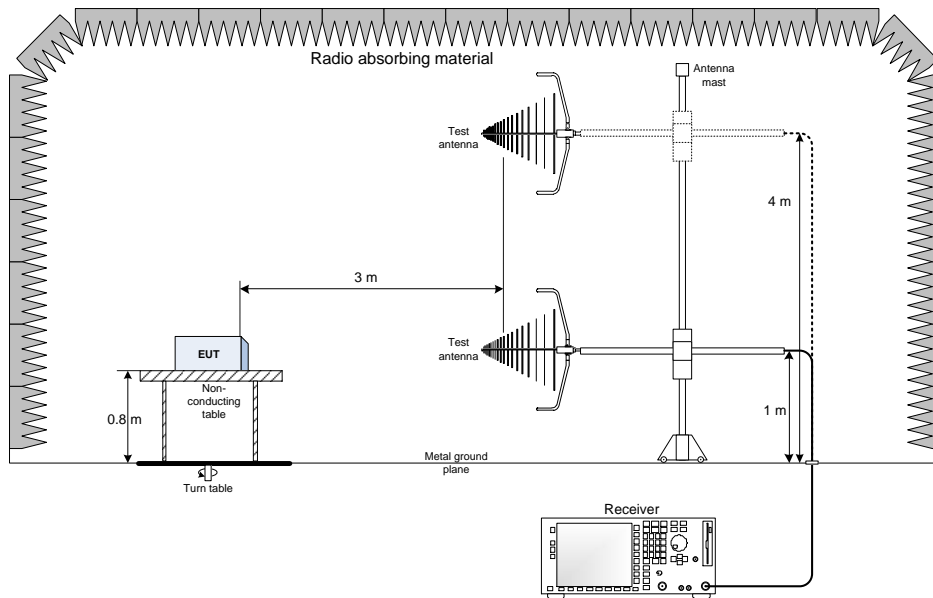 Radio absorbing material
Antenna
mast
Test
antenna
4 m
3 m
Test
antenna
EUT
Non-
conducting
table
0.8 m
1 m
Metal ground
plane
Turn table
Receiver